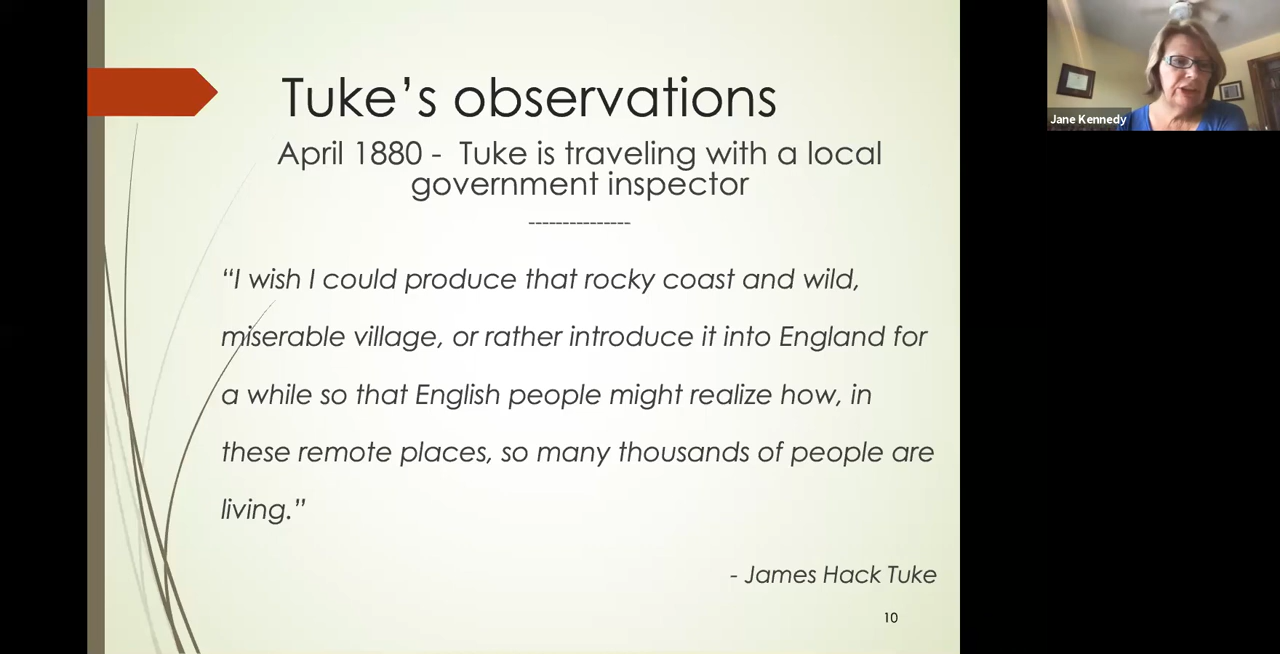 Tuke’s observations
April 1880 - Tuke is traveling with a local
government inspector
---------------
“I wish I could produce that rocky coast and wild,
miserable village, or rather introduce it into England for
a while so that English people might realize how, in
these remote places, so many thousands of people are
living.”
- James Hack Tuke
10
Jane Kennedy